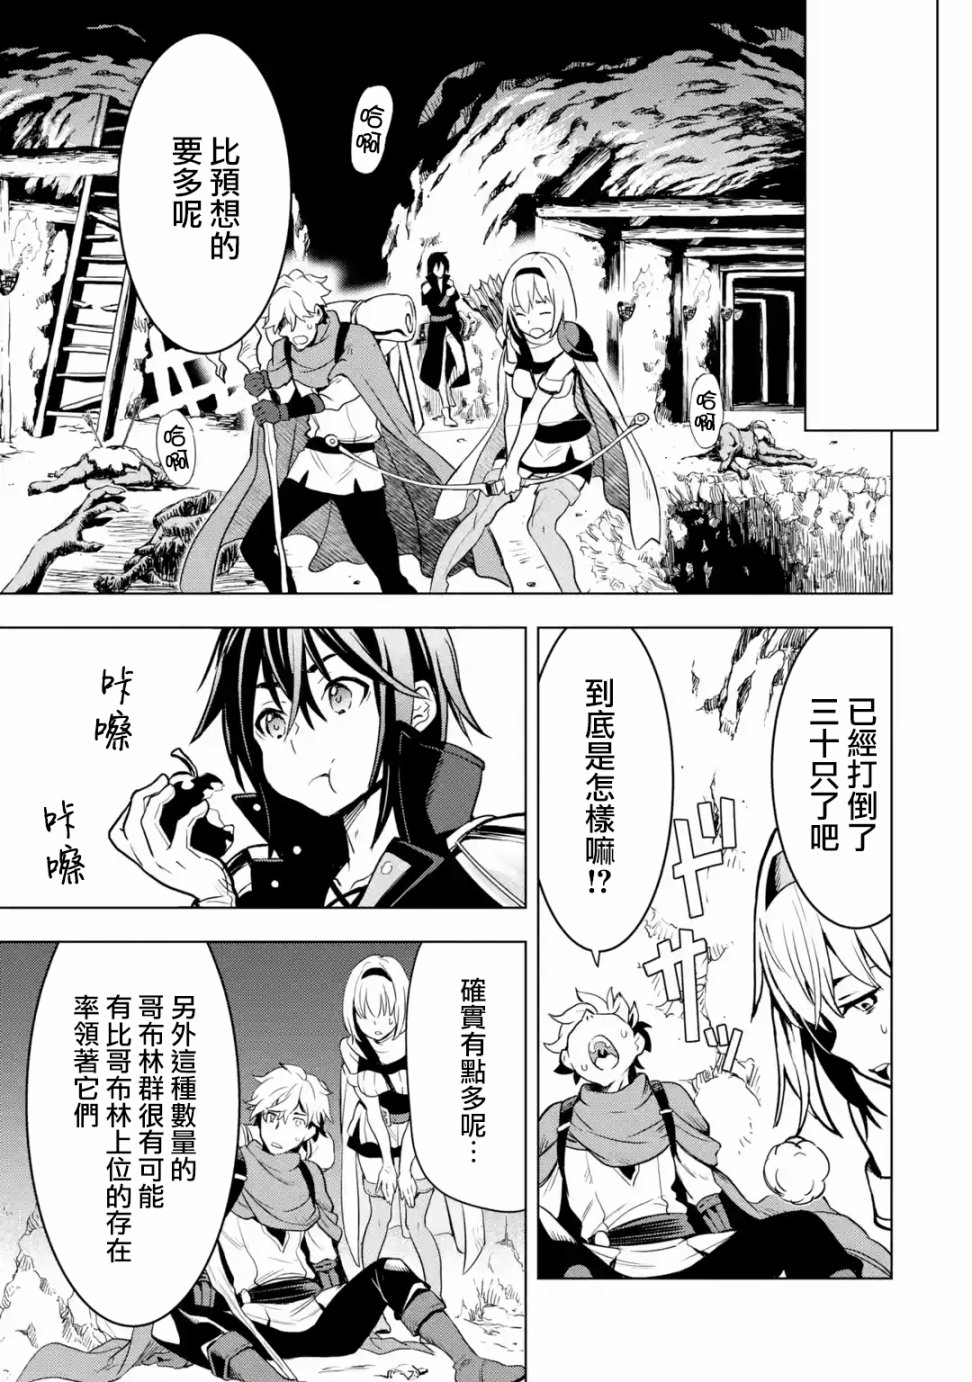 比預想的
要多呢
哈
啊
哈
啊
哈
啊
已經打倒了
三十只了吧
到底是怎樣嘛!?
咔
嚓
咔
嚓
確實有點多呢…
另外這種數量的
哥布林群很有可能
有比哥布林上位的存在
率領著它們